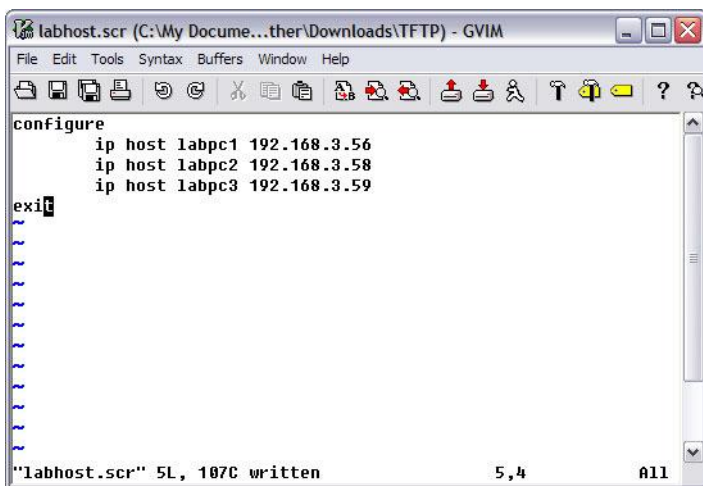 labhost.scr (C:\My Docume...ther\Downloads\TFTP) - GVIM
File Edit Tools Syntax Buffers Window Help
configure
        ip host labpc1 192.168.3.56
        ip host labpc2 192.168.3.58
        ip host labpc3 192.168.3.59
exit
~
~
~
~
~
~
~
~
~
~
~
~
"labhost.scr" 5L, 107C written 5,4 All